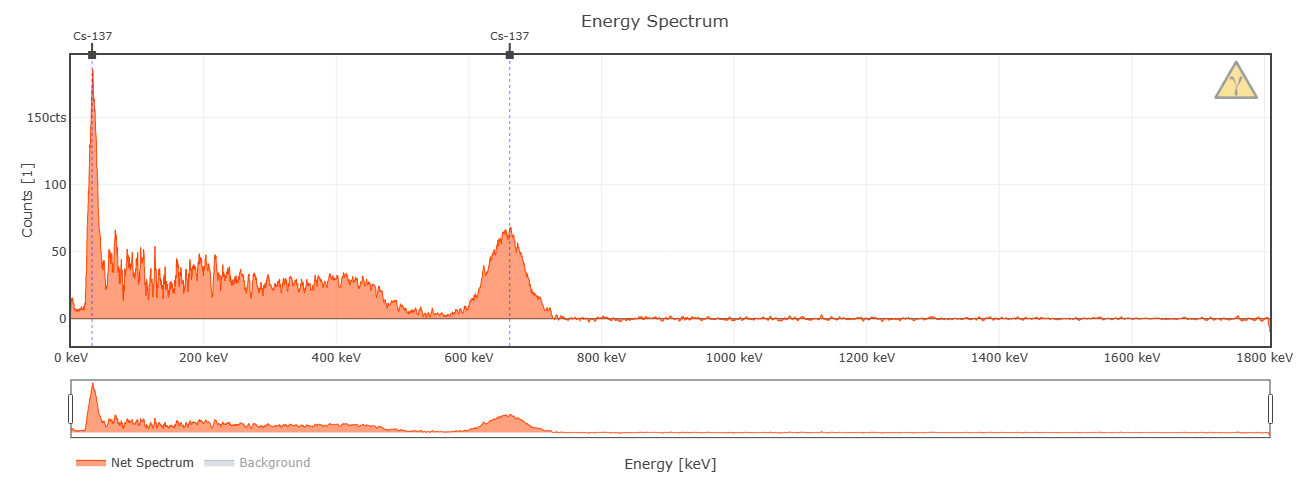 Energy Spectrum
Cs-137 Cs-137
γ
150cts
100
50
0
Counts [1]
0 keV 200 keV 400 keV 600 keV 800 keV 1000 keV 1200 keV 1400 keV 1600 keV 1800 keV
Net Spectrum Background
Energy [keV]